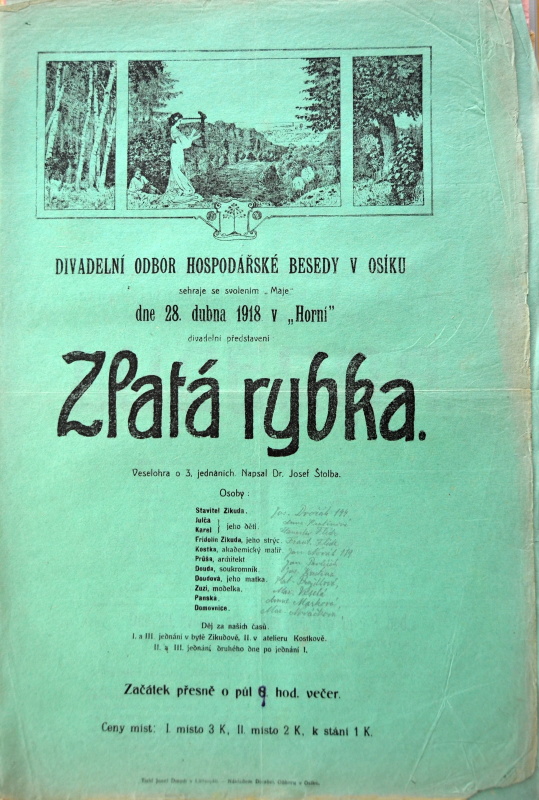 DIVADELNÍ ODBOR HOSPODÁŘSKÉ BESEDY V OSÍKU
sehraje se svolením „Máje“
dne 28. dubna 1918 v „Horní”
divadelní představení
Zlatá rybka.
Veselohra o 3. jednáních. Napsal Dr. Josef Štolba.
Osoby:
Stavitel Zikuda.
Julča
Karel } jeho děti.
Fridolín Zikuda, jeho strýc.
Kostka, akademický malíř.
Průša, architekt
Douda, soukromník.
Doudová, jeho matka.
Zuzi, modelka.
Panská.
Domovnice.
Děj za našich časů.
I. a III. jednání v bytě Zikudově, II. v atelieru Kostkově.
II. a III. jednání, druhého dne po jednání I.
Začátek přesně o půl 9. hod. večer.
Ceny míst: I. místo 3 K, II. místo 2 K, k stání 1 K.